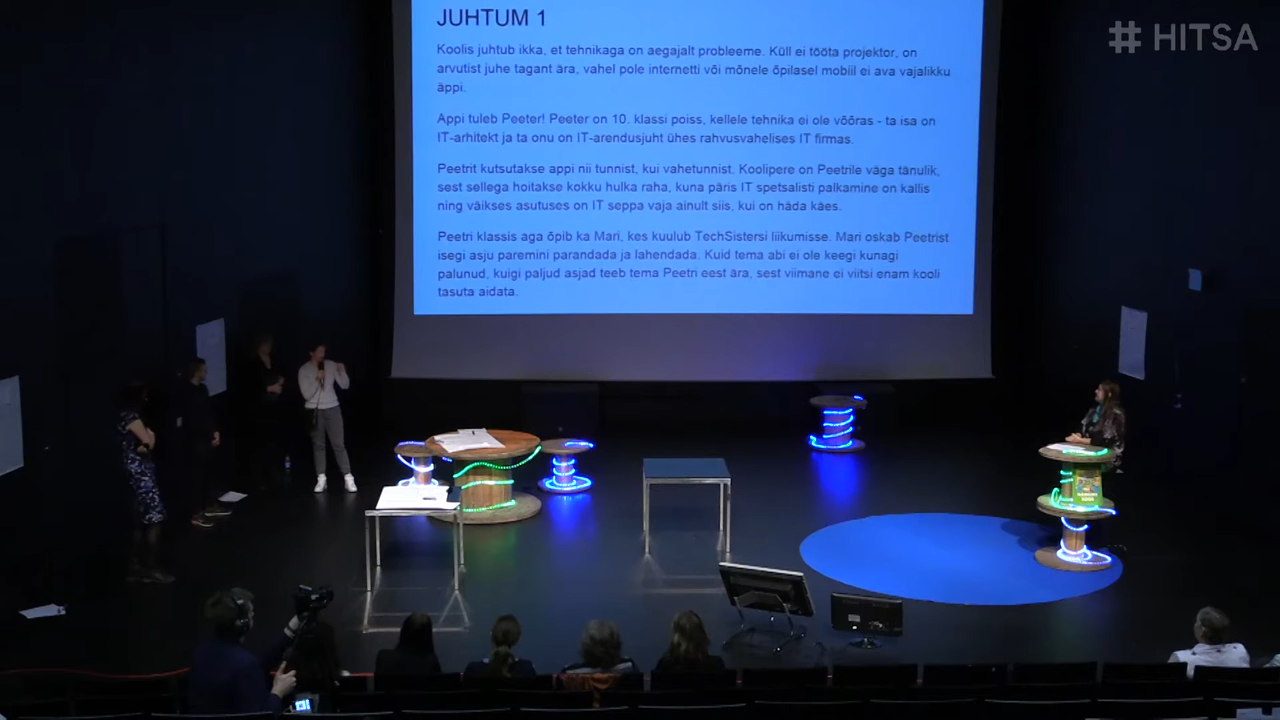 JUHTUM 1
# HITSA
Koolis juhtub ikka, et tehnikaga on aegajalt probleeme. Küll ei tööta projektor, on
arvutist juhe tagant ära, vahel pole internetti või mõnele õpilasel mobiil ei ava vajalikku
äppi.
Appi tuleb Peeter! Peeter on 10. klassi poiss, kellele tehnika ei ole võõras - ta isa on
IT-arhitekt ja ta onu on IT-arendusjuht ühes rahvusvahelises IT firmas.
Peetrit kutsutakse appi nii tunnist, kui vahetunnist. Koolipere on Peetrile väga tänulik,
sest sellega hoitakse kokku hulka raha, kuna päris IT spetsalisti palkamine on kallis
ning väikses asutuses on IT seppa vaja ainult siis, kui on häda käes.
Peetri klassis aga õpib ka Mari, kes kuulub TechSistersi liikumisse. Mari oskab Peetrist
isegi asju paremini parandada ja lahendada. Kuid tema abi ei ole keegi kunagi
palunud, kuigi paljud asjad teeb tema Peetri eest ära, sest viimane ei viitsi enam kooli
tasuta aidata.